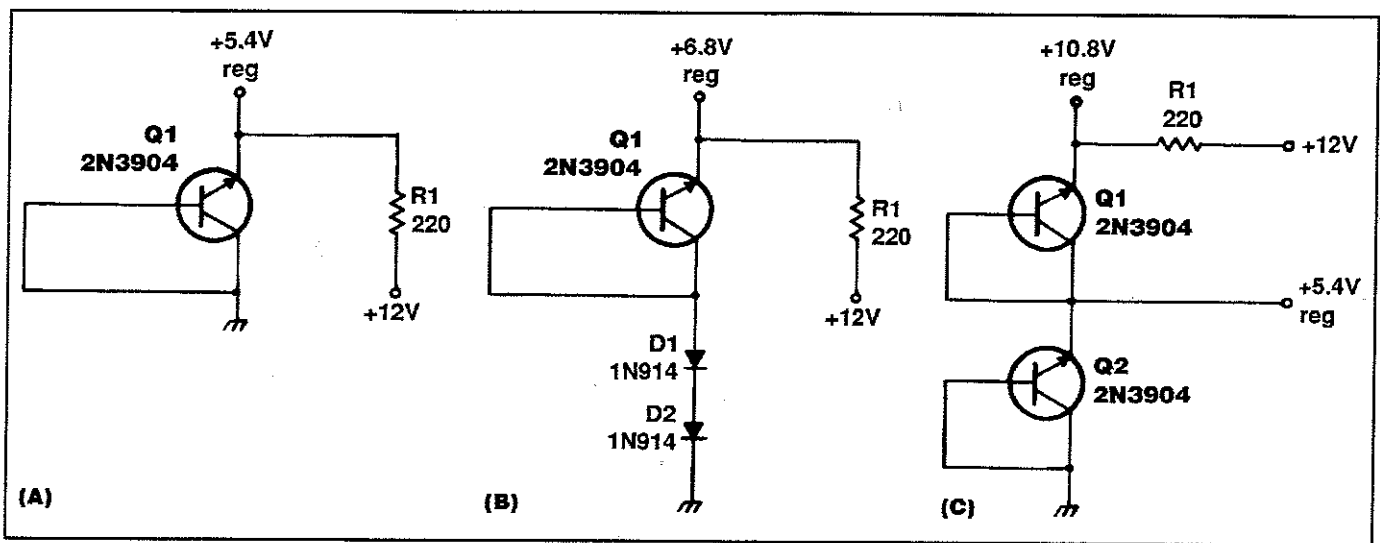 +5.4V
reg
Q1
2N3904
R1
220
+12V
(A)
+6.8V
reg
Q1
2N3904
R1
220
+12V
D1
1N914
D2
1N914
(B)
+10.8V
reg
R1
220
+12V
Q1
2N3904
+5.4V
reg
Q2
2N3904
(C)